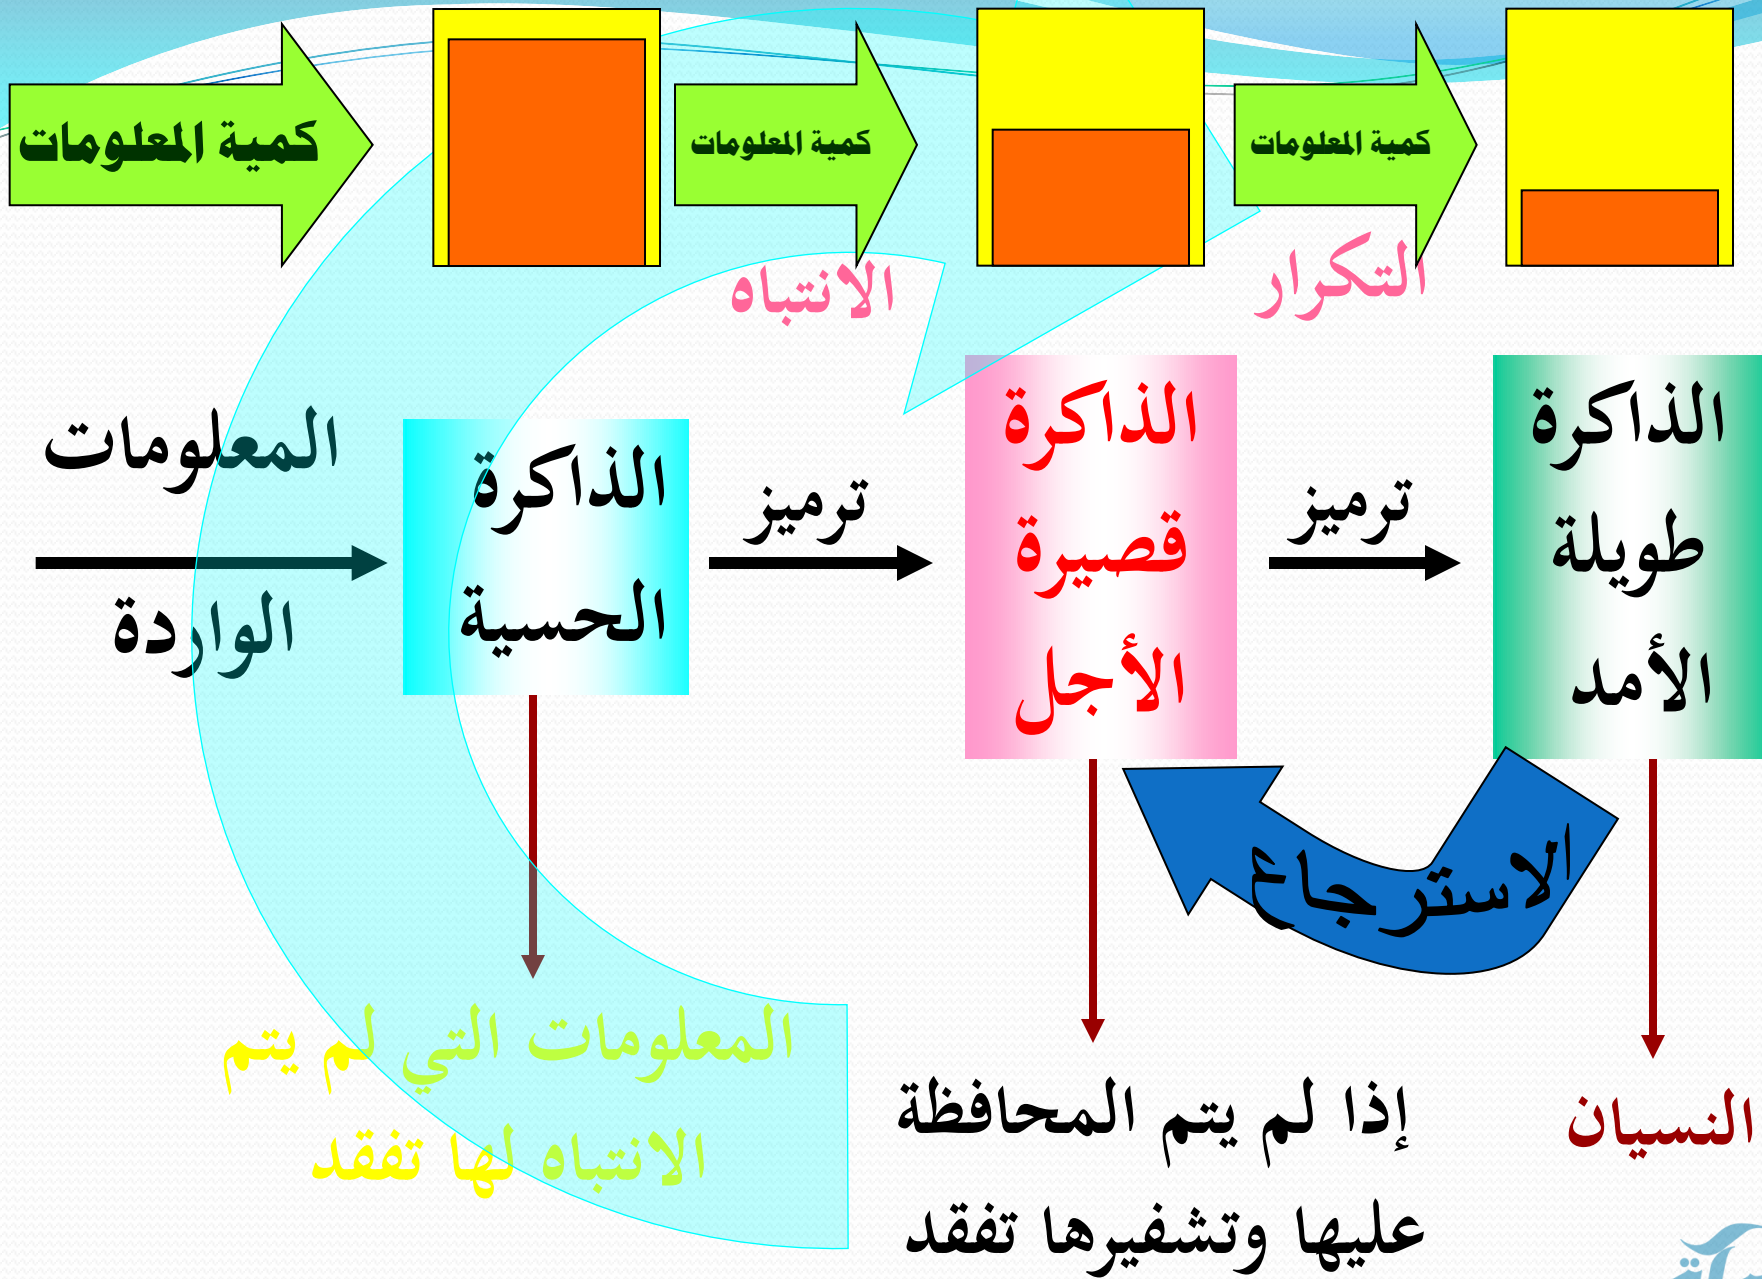 كمية المعلومات
كمية المعلومات
كمية المعلومات
الانتباه
التكرار
المعلومات
الواردة
الذاكرة
الحسية
ترميز
الذاكرة
قصيرة
الأجل
ترميز
الذاكرة
طويلة
الأمد
الاسترجاع
المعلومات التي لم يتم
الانتباه لها تفقد
إذا لم يتم المحافظة
عليها وتشفيرها تفقد
النسيان